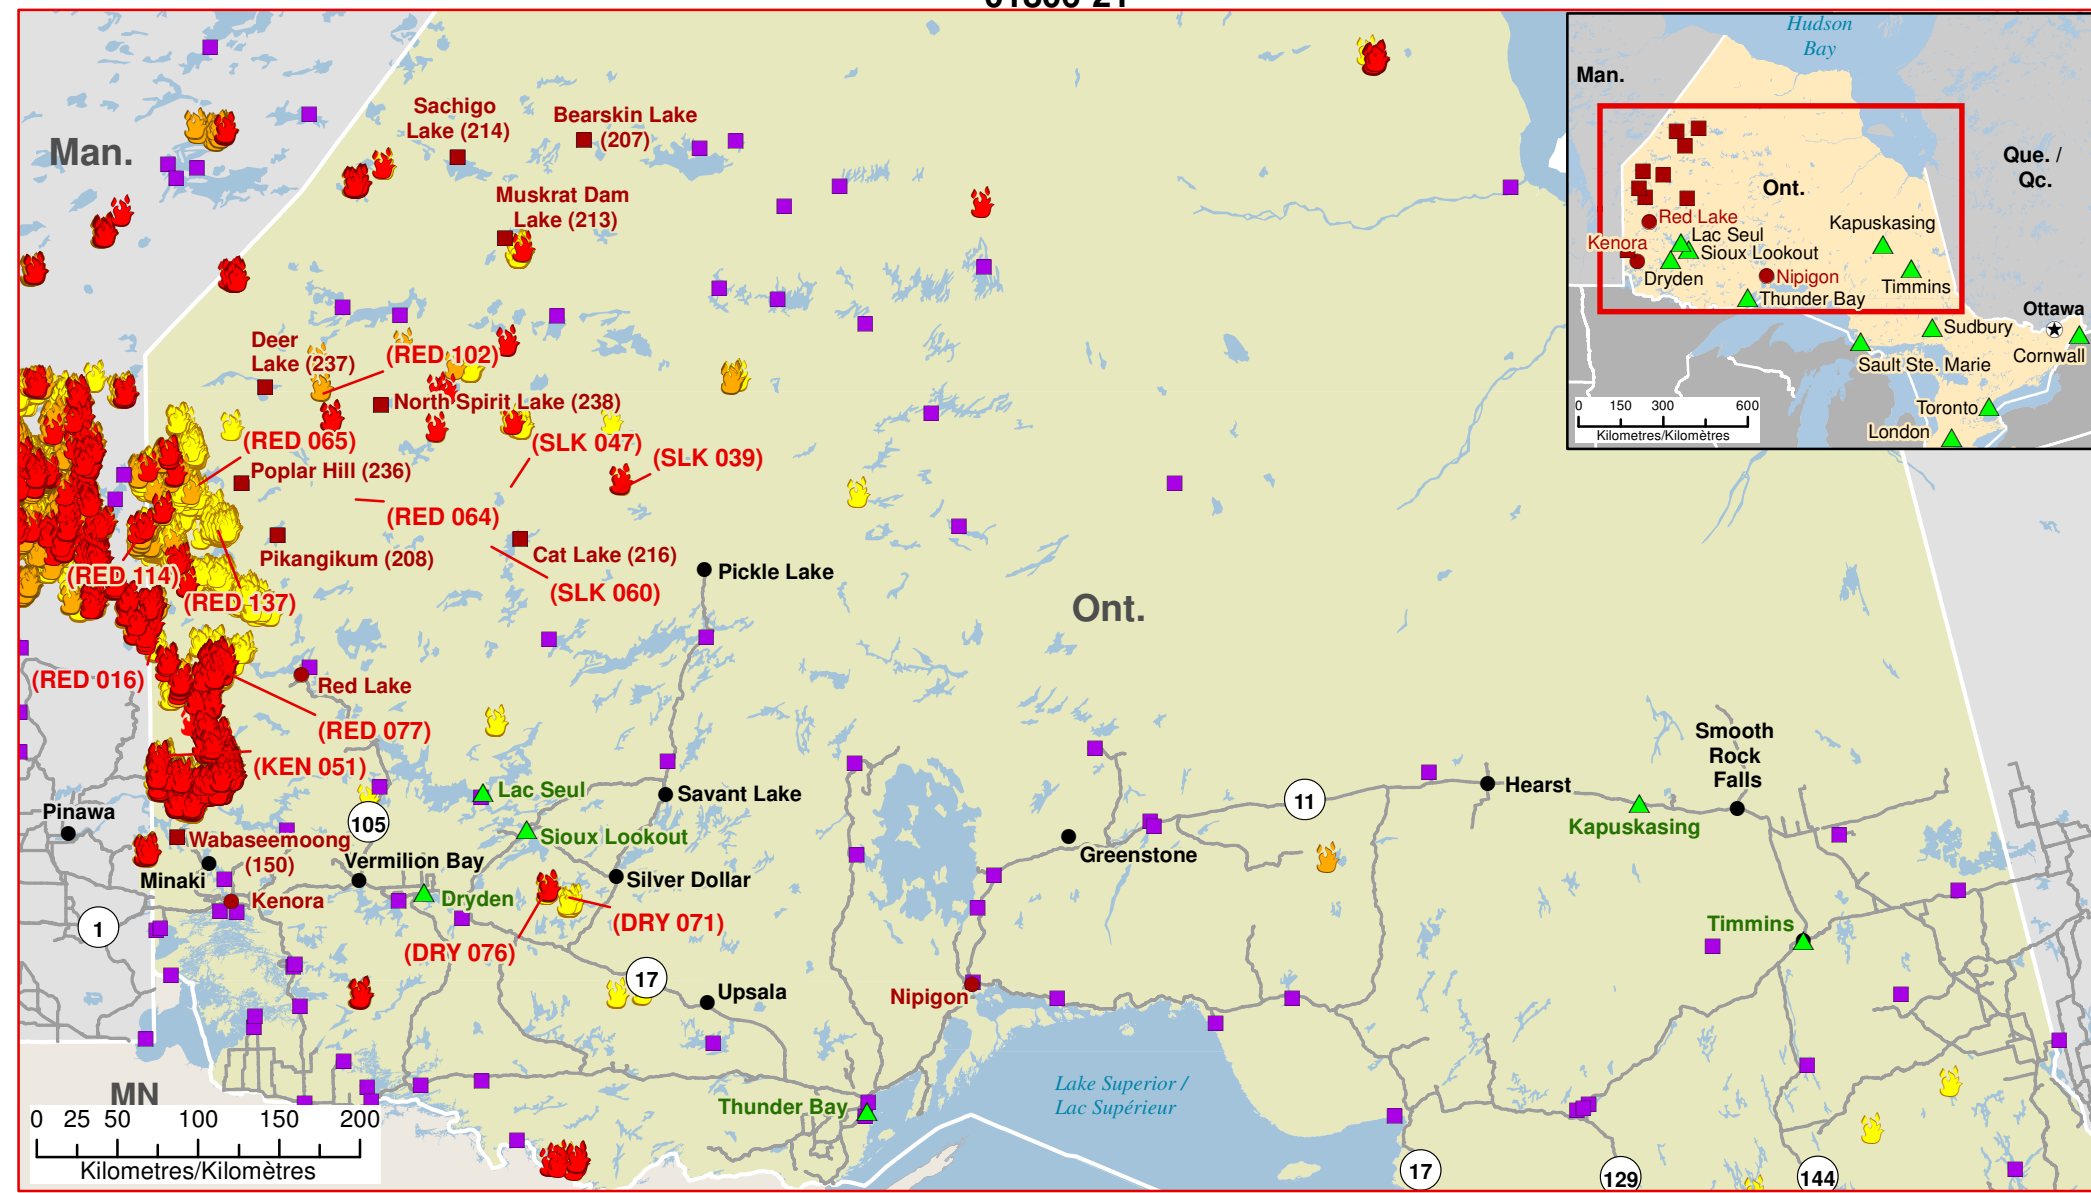 Man.
Sachigo
Lake (214)
Bearskin Lake
(207)
Muskrat Dam
Lake (213)
Deer
Lake (237)
(RED 102)
North Spirit Lake (238)
(RED 065)
(SLK 047)
(SLK 039)
Poplar Hill (236)
(RED 064)
Pikangikum (208)
Cat Lake (216)
(RED 114)
(RED 137)
(SLK 060)
Pickle Lake
Ont.
(RED 016)
Red Lake
(RED 077)
(KEN 051)
Lac Seul
Savant Lake
Sioux Lookout
Pinawa
105
Wabaseemoong
(150)
Minaki
Vermilion Bay
Silver Dollar
Kenora
Dryden
(DRY 071)
(DRY 076)
1
17
Upsala
Nipigon
Greenstone
11
Hearst
Smooth
Rock
Falls
Kapuskasing
Timmins
MN
Thunder Bay
Lake Superior /
Lac Supérieur
17
129
144
0 25 50 100 150 200
Kilometres/Kilomètres
Hudson
Bay
Man.
Que. /
Qc.
Ont.
Red Lake
Kapuskasing
Lac Seul
Kenora
Sioux Lookout
Dryden
Nipigon
Timmins
Thunder Bay
Ottawa
Sudbury
Cornwall
Sault Ste. Marie
Toronto
London
0 150 300 600
Kilometres/Kilomètres